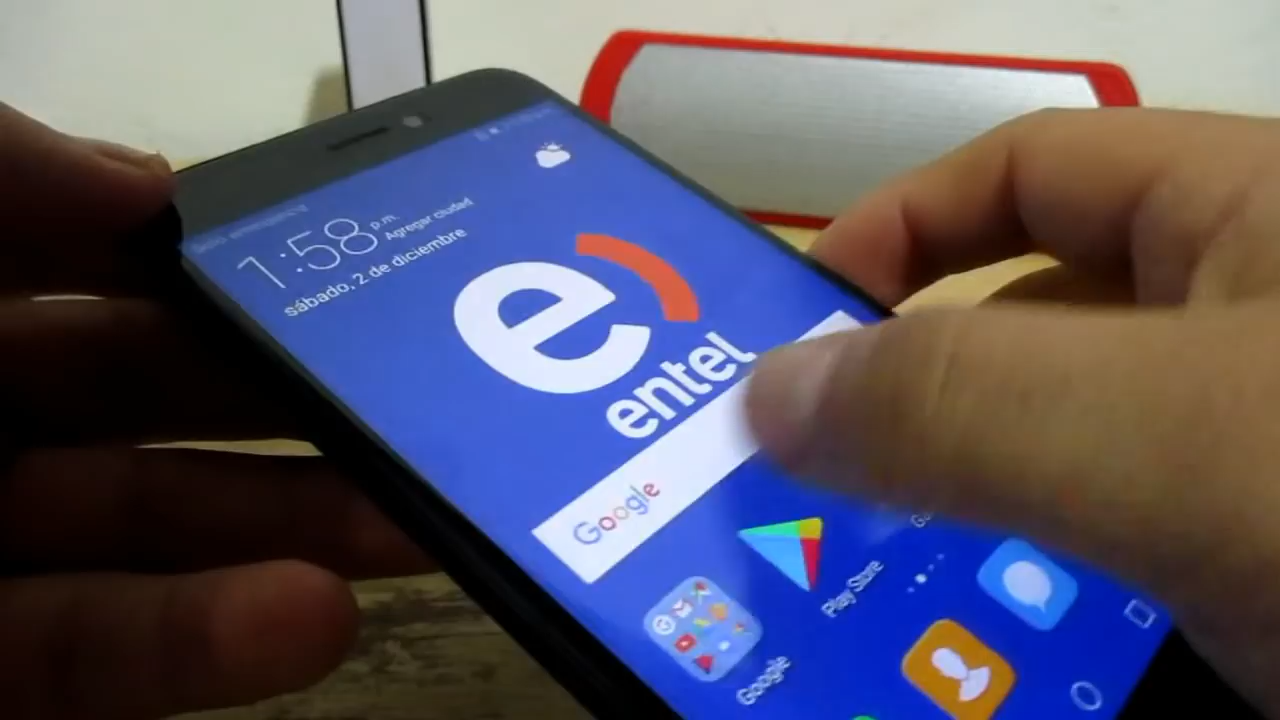 1:58 p.m.
Agregar ciudad
sábado, 2 de diciembre
e
entel
Google
Play Store
Google